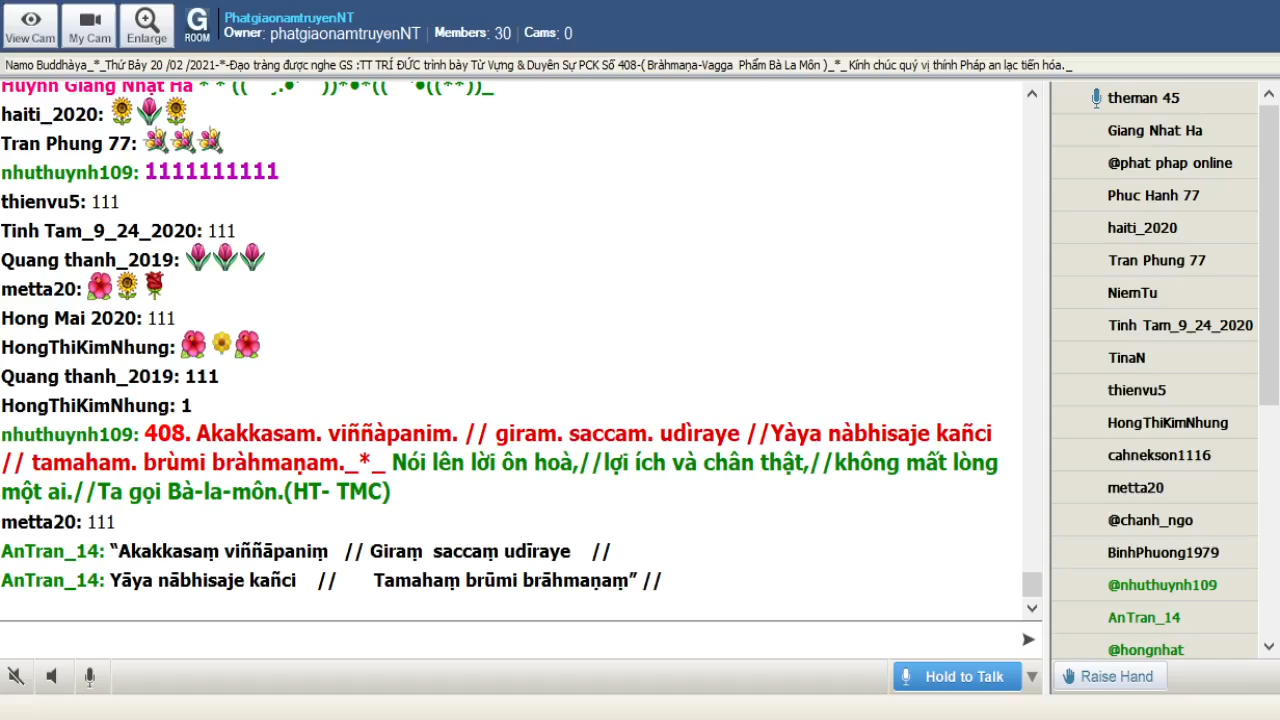 View Cam
My Cam
Enlarge
G
ROOM
PhatgiaonamtruyenNT
Owner: phatgiaonamtruyenNT | Members: 30 | Cams: 0
Namo Buddhàya_*_Thứ Bảy 20 /02 /2021-*-Đạo tràng được nghe GS :TT TRÍ ĐỨC trình bày Từ Vựng & Duyên Sự PCK Số 408-( Bràhmaṇa-Vagga Phẩm Bà La Môn )_*_ Kính chúc quý vị thính Pháp an lạc tiến hóa._
Huynh Giang Nhật Hạ
haiti_2020:
Tran Phung 77:
nhuthuynh109: 1111111111
thienvu5: 111
Tinh Tam_9_24_2020: 111
Quang thanh_2019:
metta20:
Hong Mai 2020: 111
HongThiKimNhung:
Quang thanh_2019: 111
HongThiKimNhung: 1
nhuthuynh109: 408. Akakkasam. viññàpanim. // giram. saccam. udìraye //Yàya nàbhisaje kañci
// tamaham. brùmi bràhmaṇam._*_ Nói lên lời ôn hoà,//lợi ích và chân thật,//không mất lòng
một ai.//Ta gọi Bà-la-môn.(HT- TMC)
metta20: 111
AnTran_14: “Akakkasaṃ viññāpaniṃ // Giraṃ saccaṃ udīraye //
AnTran_14: Yāya nābhisaje kañci // Tamahaṃ brūmi brāhmaṇaṃ” //
Hold to Talk
theman 45
Giang Nhat Ha
@phat phap online
Phuc Hanh 77
haiti_2020
Tran Phung 77
NiemTu
Tinh Tam_9_24_2020
TinaN
thienvu5
HongThiKimNhung
cahnekson1116
metta20
@chanh_ngo
BinhPhuong1979
@nhuthuynh109
AnTran_14
@hongnhat
Raise Hand